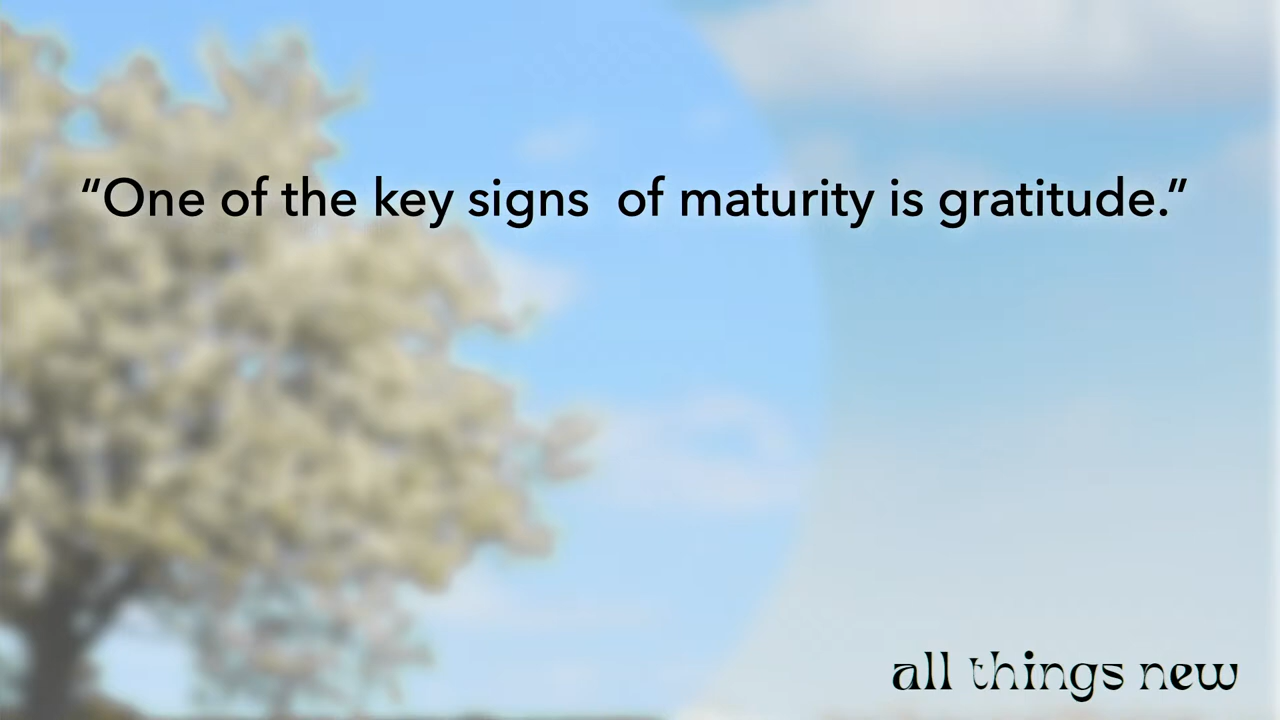 “One of the key signs  of maturity is gratitude.”
all things new